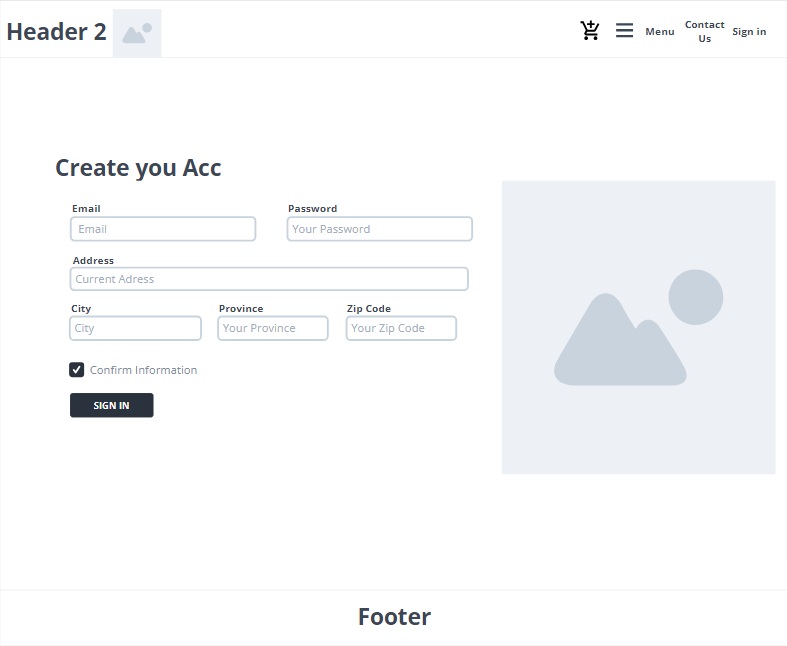 Header 2
Menu
Contact
Us
Sign in
Create you Acc
Email
Password
Email
Your Password
Address
Current Adress
City
Province
Zip Code
City
Your Province
Your Zip Code
Confirm Information
SIGN IN
Footer